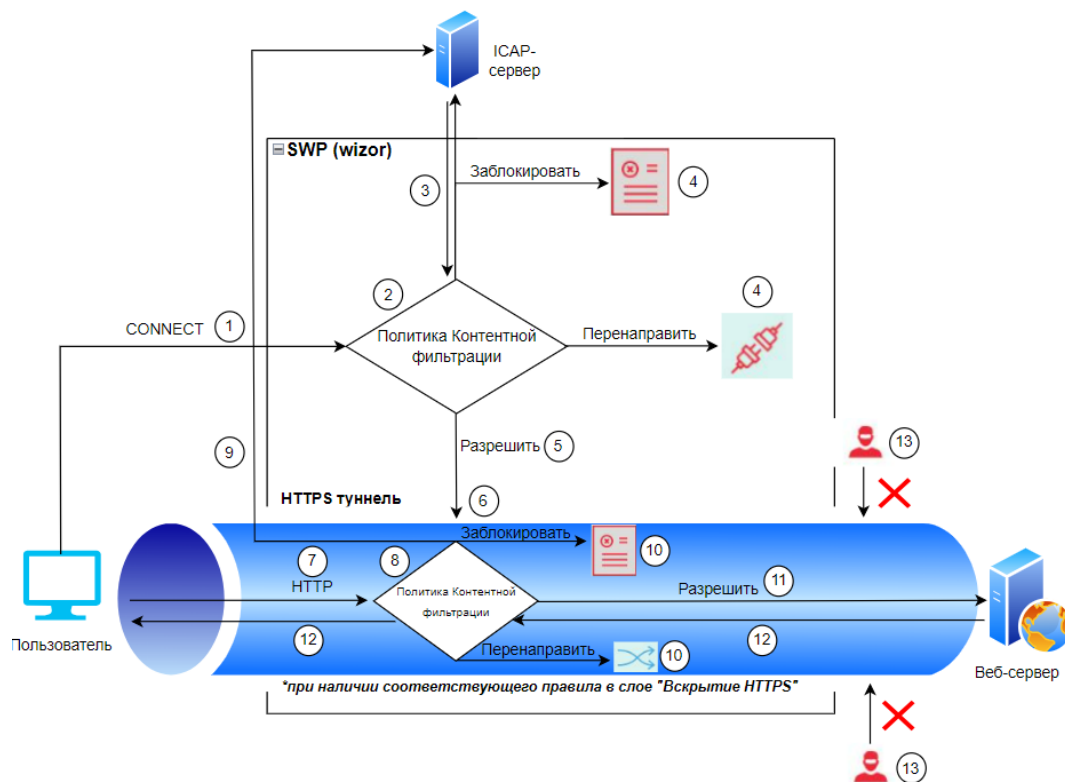 ICAP-
сервер
SWP (wizor)
Заблокировать
4
3
2
4
CONNECT
1
Политика Контентной
фильтрации
Перенаправить
Разрешить
5
9
13
6
HTTPS туннель
Заблокировать
10
7
8
HTTP
Политика Контентной
фильтрации
Разрешить
11
12
12
Перенаправить
10
Пользователь
Веб-сервер
*при наличии соответствующего правила в слое "Вскрытие HTTPS"
13